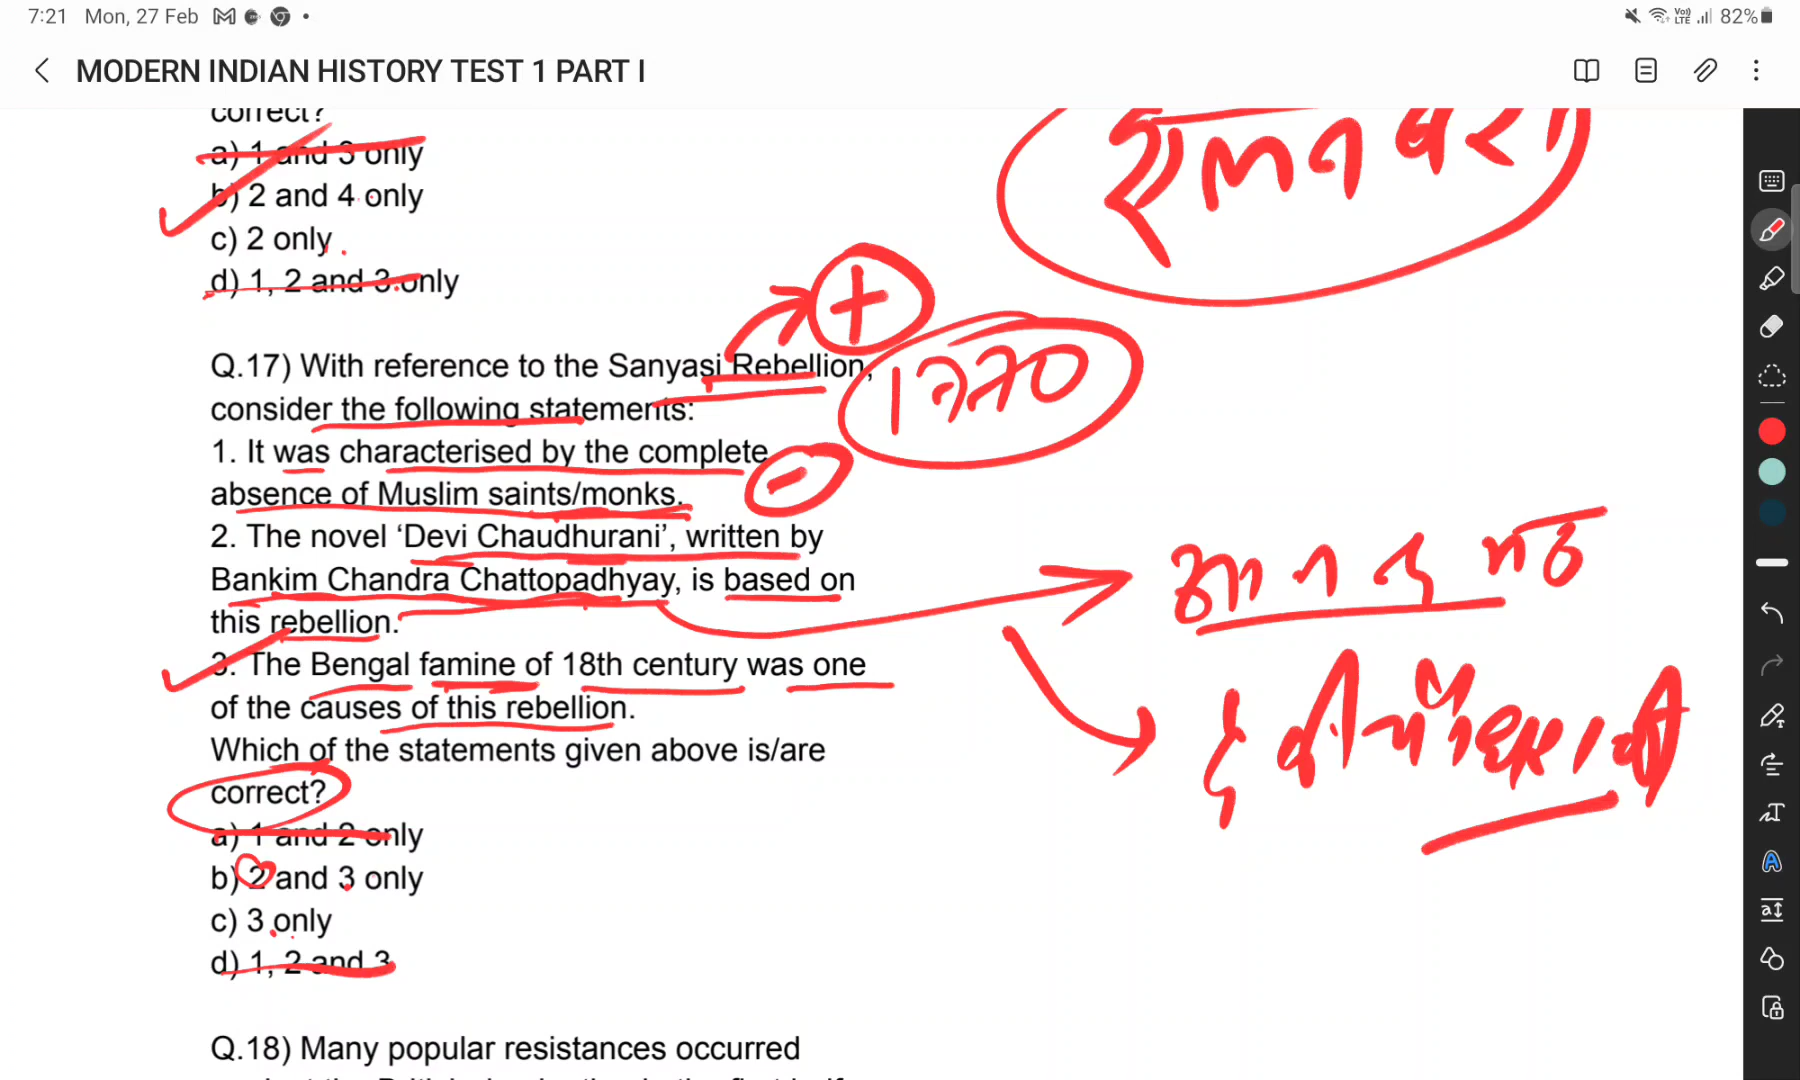 7:21 Mon, 27 Feb
82%
MODERN INDIAN HISTORY TEST 1 PART I
correct?
a) 1 and 3 only
b) 2 and 4 only
c) 2 only
d) 1, 2 and 3 only
Q.17) With reference to the Sanyasi Rebellion,
consider the following statements:
1. It was characterised by the complete
absence of Muslim saints/monks.
2. The novel ‘Devi Chaudhurani’, written by
Bankim Chandra Chattopadhyay, is based on
this rebellion.
3. The Bengal famine of 18th century was one
of the causes of this rebellion.
Which of the statements given above is/are
correct?
a) 1 and 2 only
b) 2 and 3 only
c) 3 only
d) 1, 2 and 3
Q.18) Many popular resistances occurred
+
1770
-
आनन्द मठ